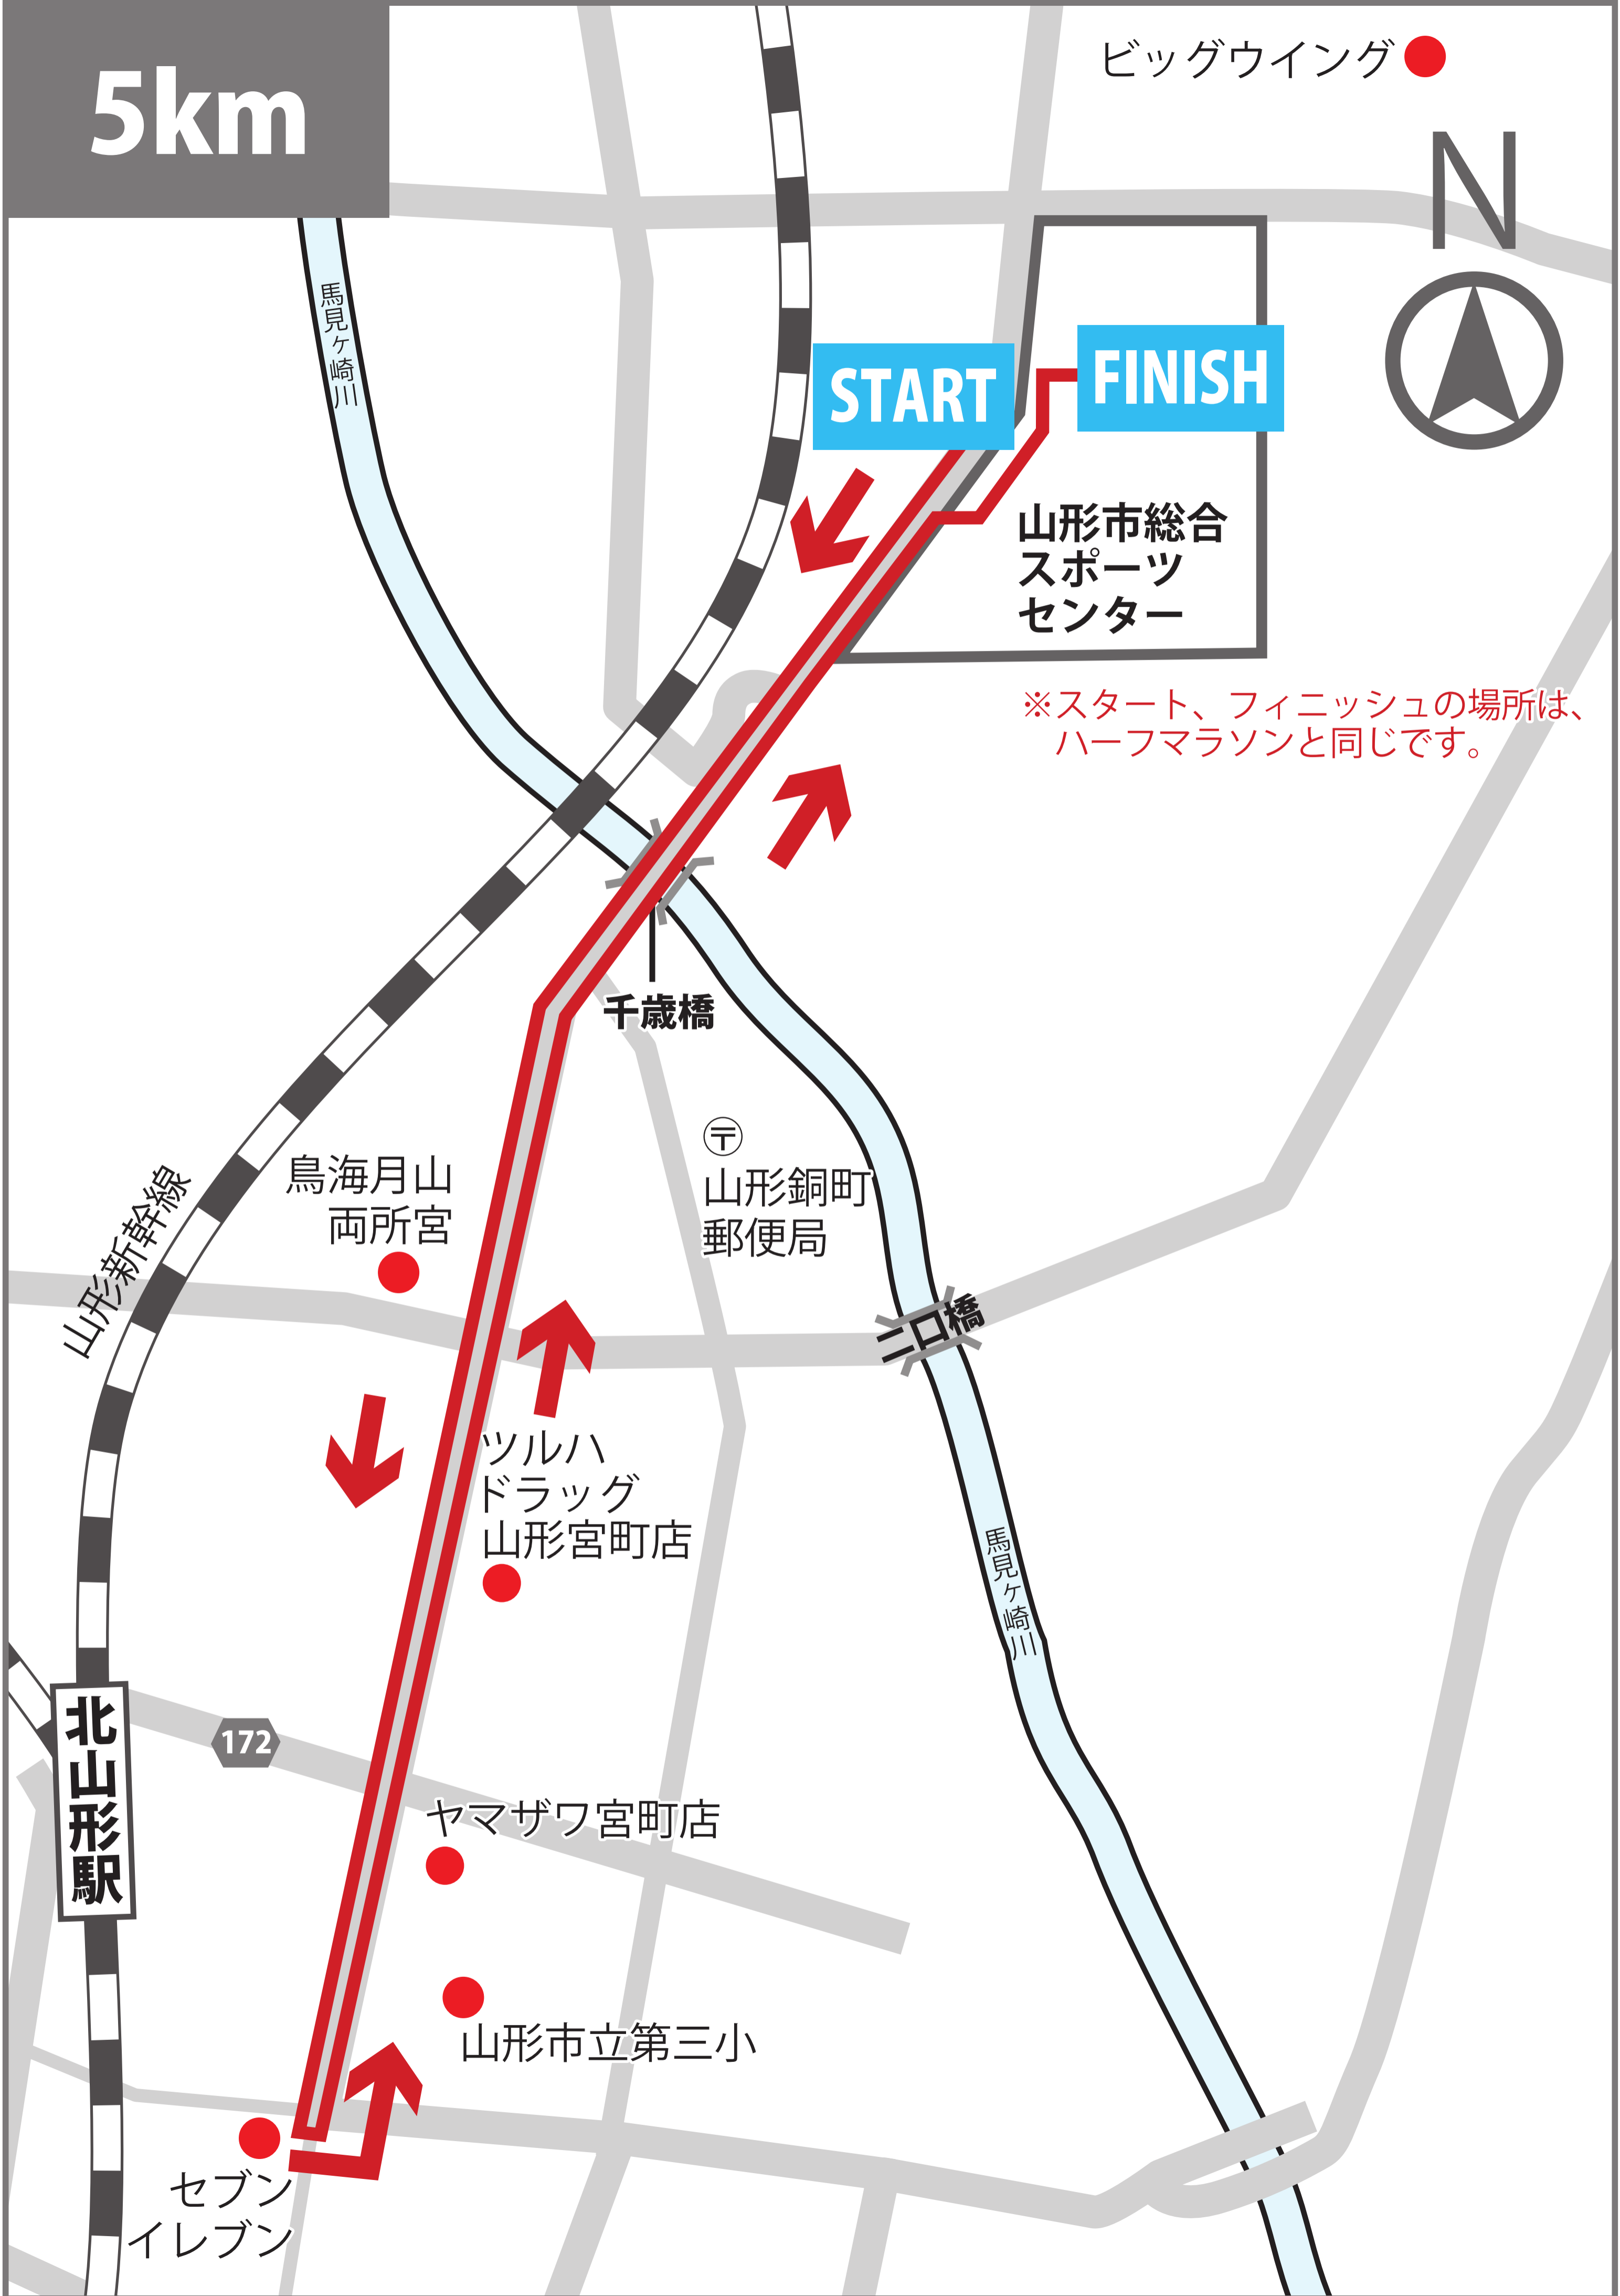 5km
ビッグウイング
N
馬見ヶ崎川
START
FINISH
山形市総合
スポーツ
センター
※スタート、フィニッシュの場所は、
ハーフマラソンと同じです。
千歳橋
〒
山形銅町
郵便局
鳥海月山
両所宮
山形新幹線
二口橋
ツルハ
ドラッグ
山形宮町店
馬見ヶ崎川
北山形駅
172
ヤマザワ宮町店
山形市立第三小
セブン
イレブン